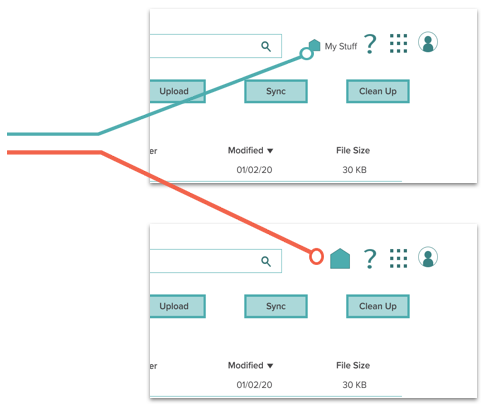 My Stuff ?
Upload Sync Clean Up
er Modified File Size
01/02/20 30 KB
?
Upload Sync Clean Up
er Modified File Size
01/02/20 30 KB